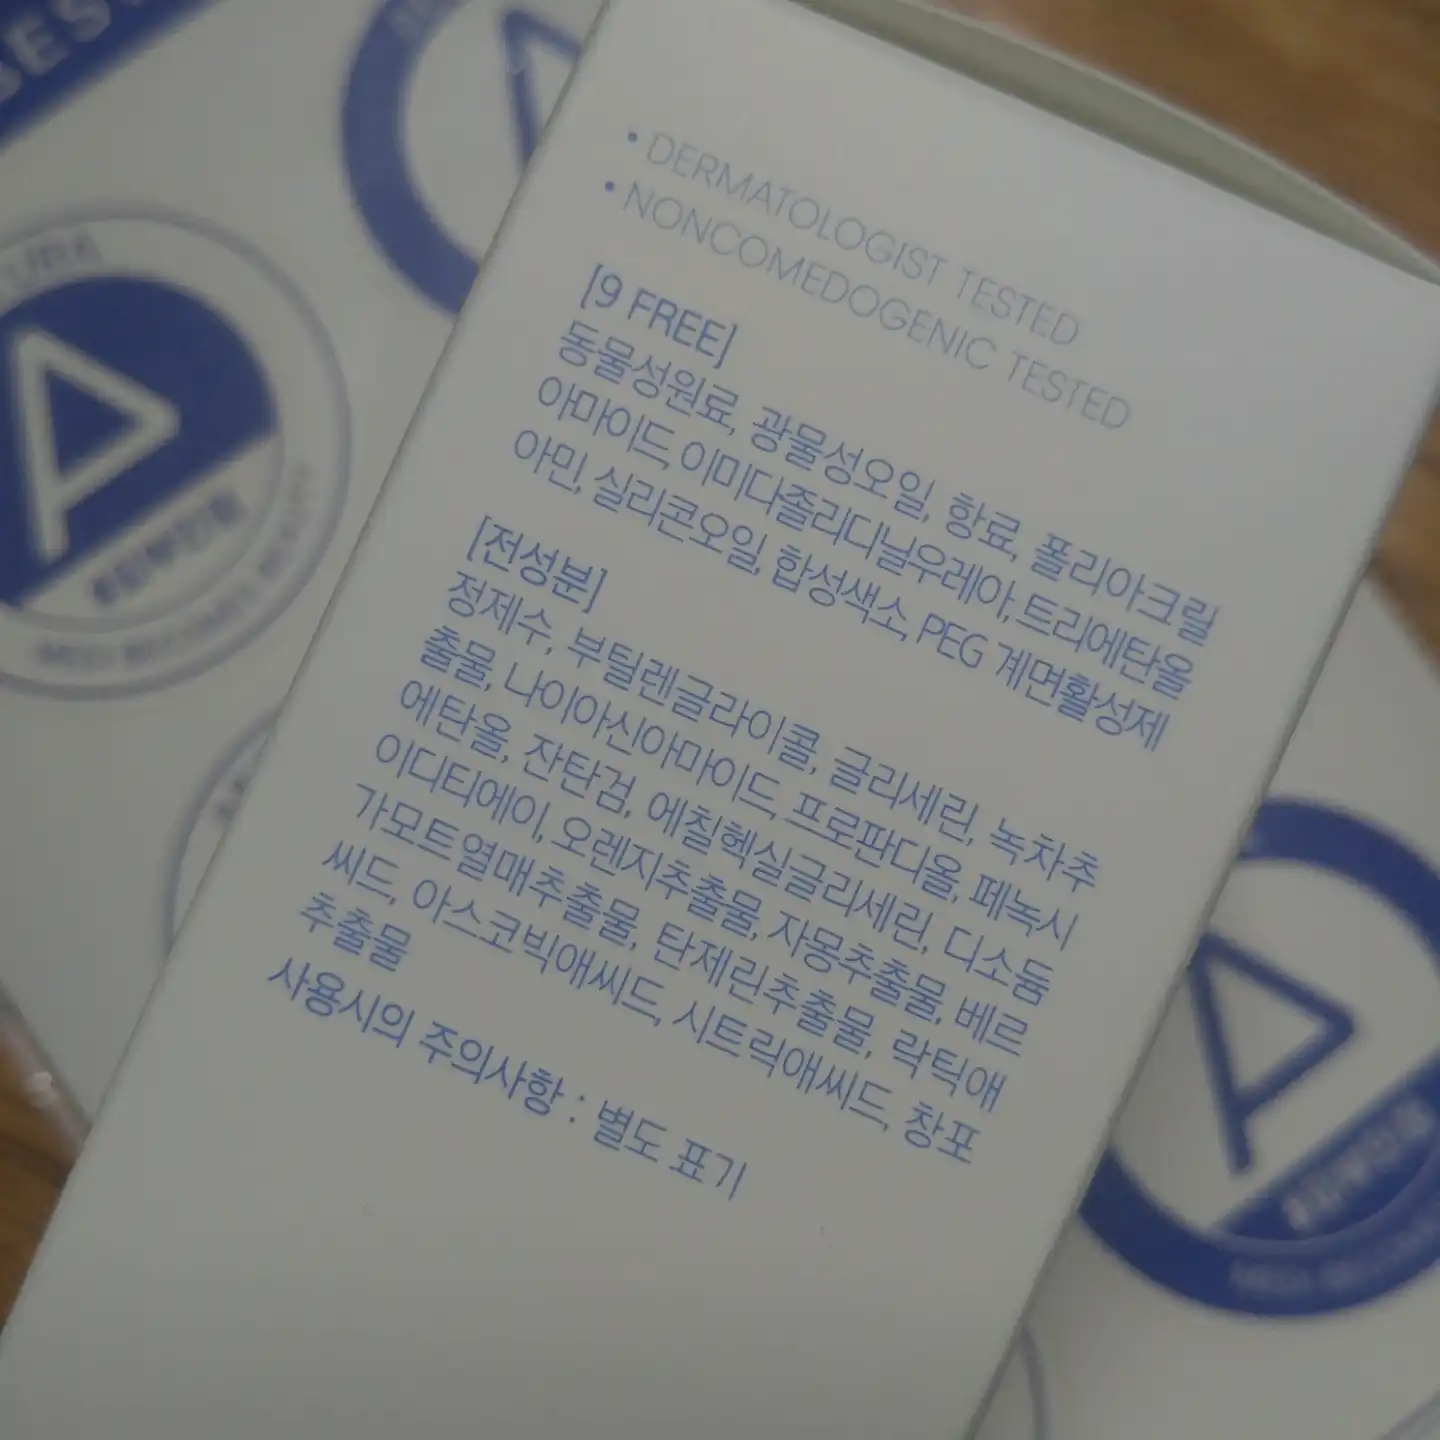 BEST
CURA
• DERMATOLOGIST TESTED
• NONCOMEDOGENIC TESTED
[9 FREE]
동물성원료, 광물성오일, 향료, 폴리아크릴
아마이드, 이미다졸리디닐우레아, 트리에탄올
아민, 실리콘오일, 합성색소, PEG 계면활성제
[전성분]
정제수, 부틸렌글라이콜, 글리세린, 녹차추
출물, 나이아신아마이드, 프로판디올, 페녹시
에탄올, 잔탄검, 에칠헥실글리세린, 디소듐
이디티에이, 오렌지추출물, 자몽추출물, 베르
가모트열매추출물, 탄제린추출물, 락틱애
씨드, 아스코빅애씨드, 시트릭애씨드, 창포
추출물
사용시의 주의사항 : 별도 표기